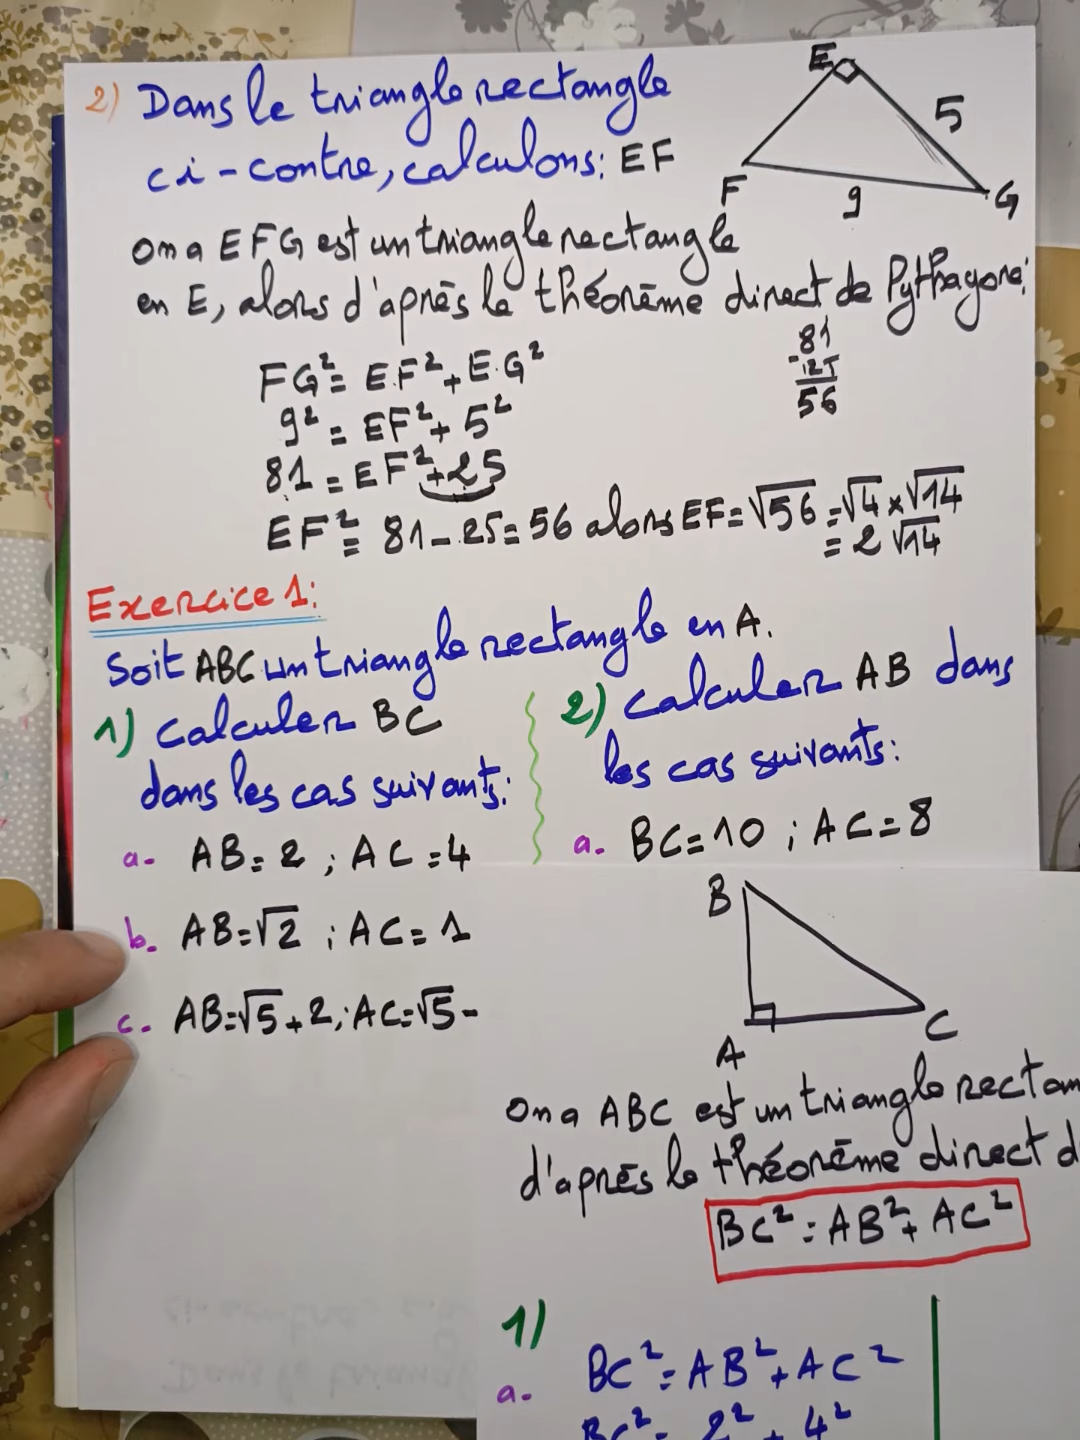 2) Dans le triangle rectangle
ci-contre, calculons: EF
E
5
F
9
G
on a EFG est un triangle rectangle
en E, alors d'après le théorème direct de Pythagore:
FG² = EF² + EG²
9² = EF² + 5²
81 = EF² + 25
81
- 25
56
EF² = 81 - 25 = 56 alors EF = √56 = √4 × √14
= 2 √14
Exercice 1:
Soit ABC un triangle rectangle en A.
1) Calculer BC
dans les cas suivants:
a- AB = 2 ; AC = 4
b. AB = √2 ; AC = 1
c. AB = √5 + 2 ; AC = √5 -
2) Calculer AB dans
les cas suivants:
a. BC = 10 ; AC = 8
B
A
C
On a ABC est un triangle rectan
d'après le théorème direct d
BC² = AB² + AC²
1)
a. BC² = AB² + AC²
BC² = 2² + 4²